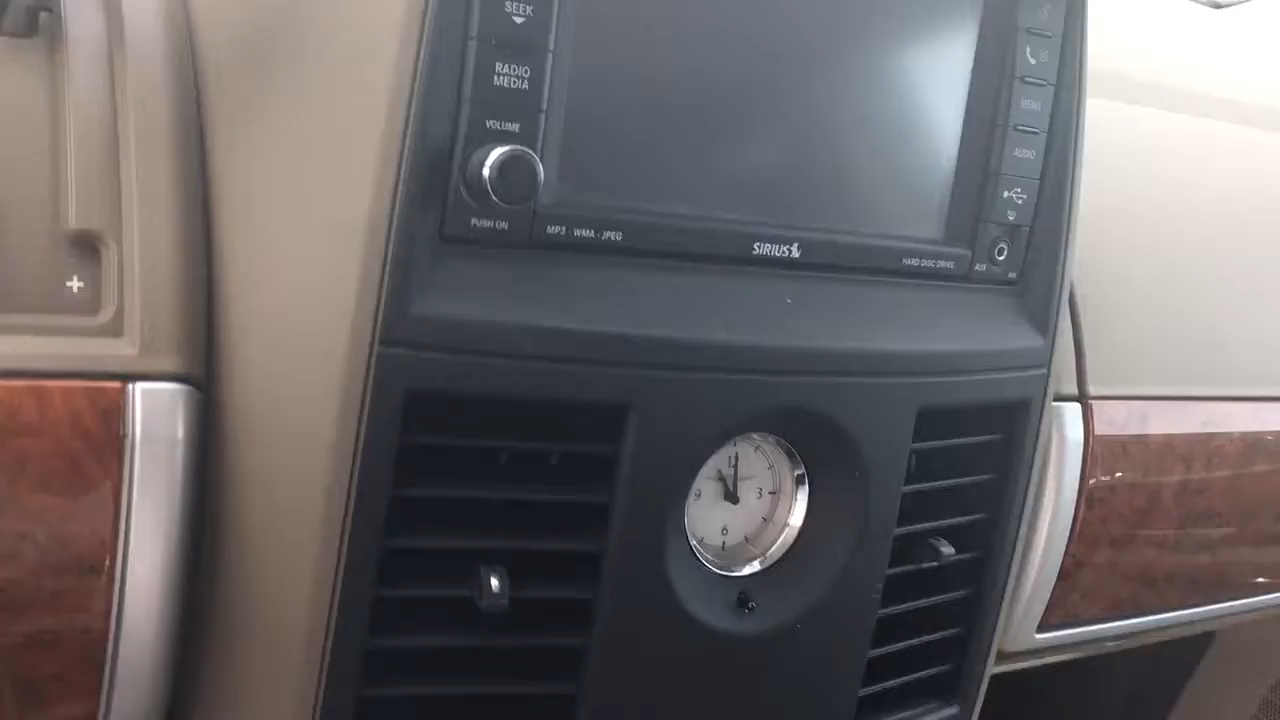 SEEK
RADIO
MEDIA
VOLUME
PUSH ON
MP3 - WMA - JPEG
SIRIUS
HARD DISC DRIVE
MENU
AUDIO
AUX
12
3
6
9
+